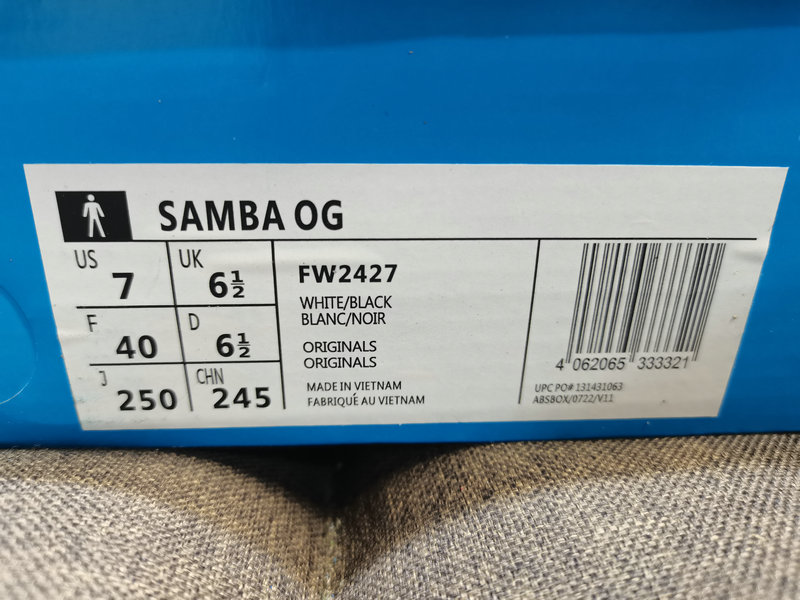 SAMBA OG
US 7
UK 6½
F 40
D 6½
J 250
CHN 245
FW2427
WHITE/BLACK
BLANC/NOIR
ORIGINALS
ORIGINALS
MADE IN VIETNAM
FABRIQUÉ AU VIETNAM
4 062065 333321
UPC PO# 131431063
ABSBOX/0722/V11